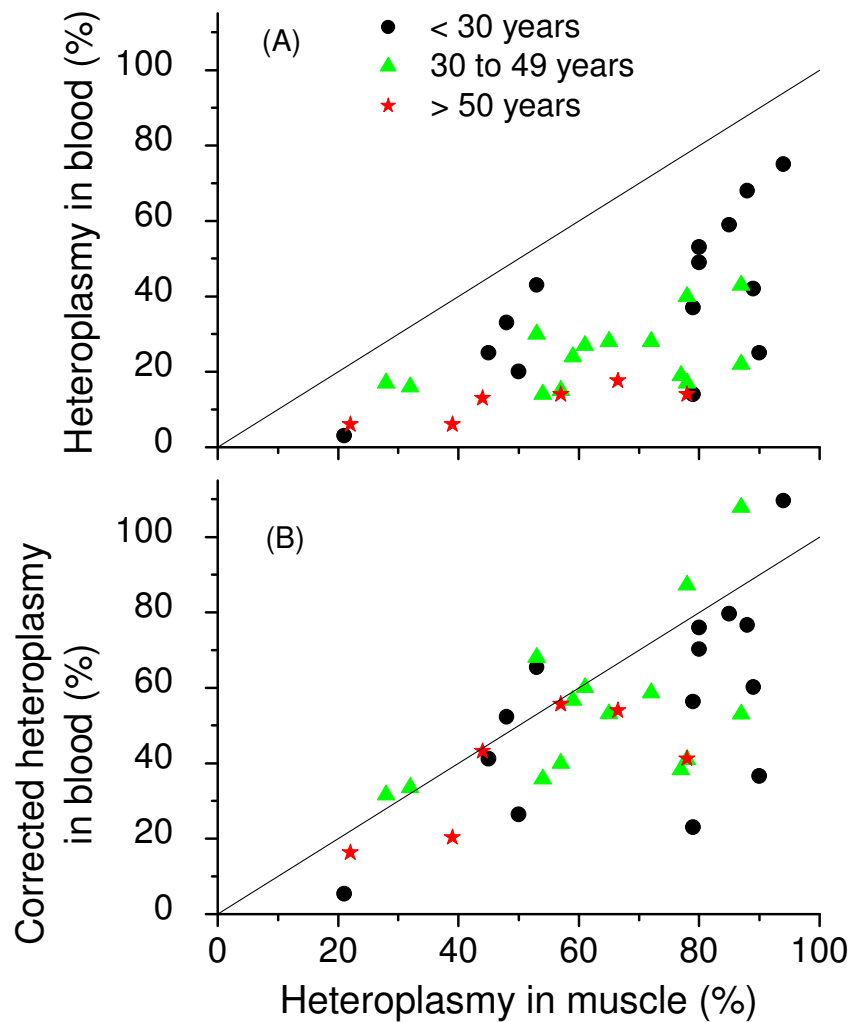 Heteroplasmy in blood (%)
(A)
< 30 years
30 to 49 years
> 50 years
100
80
60
40
20
0
Corrected heteroplasmy
in blood (%)
(B)
100
80
60
40
20
0
0 20 40 60 80 100
Heteroplasmy in muscle (%)